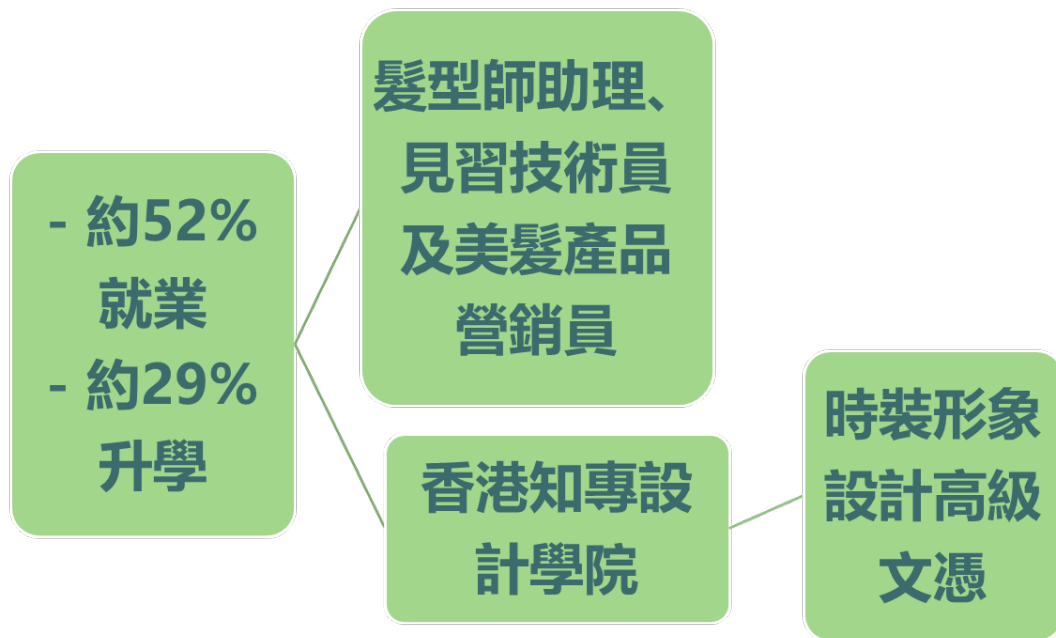 - 約52%
就業
- 約29%
升學
髮型師助理、
見習技術員
及美髮產品
營銷員
香港知專設
計學院
時裝形象
設計高級
文憑